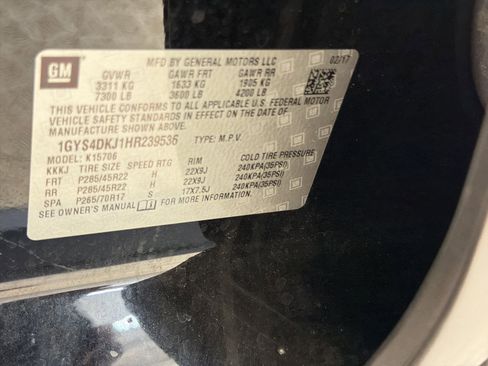 GM
MFD BY GENERAL MOTORS LLC
02/17
GVWR GAWR FRT GAWR RR
3311 KG 1633 KG 1905 KG
7300 LB 3600 LB 4200 LB
THIS VEHICLE CONFORMS TO ALL APPLICABLE U.S. FEDERAL MOTOR
VEHICLE SAFETY STANDARDS IN EFFECT ON THE DATE OF
MANUFACTURE SHOWN ABOVE.
1GYS4DKJ1HR239536 TYPE: M.P.V.
MODEL: K15706
KKKJ TIRE SIZE SPEED RTG RIM COLD TIRE PRESSURE
FRT P285/45R22 H 22X9J 240KPA(35PSI)
RR P285/45R22 H 22X9J 240KPA(35PSI)
SPA P265/70R17 S 17X7.5J 240KPA(35PSI)
SEE OWNER'S MANUAL FOR MORE INFORMATION.